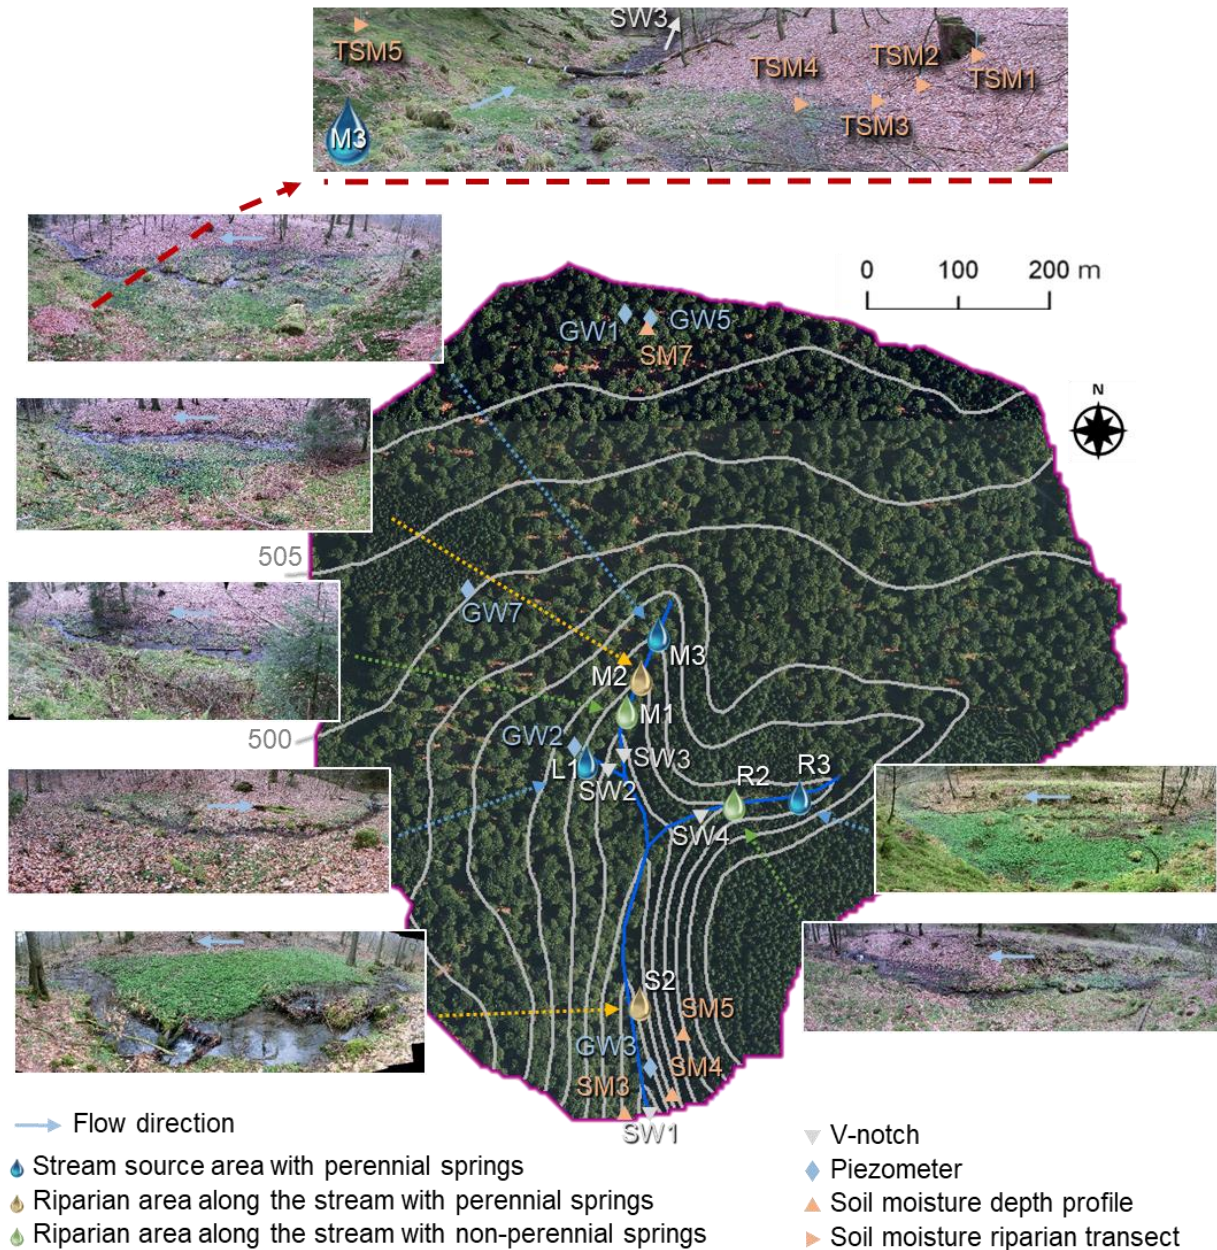 SW3
TSM5
TSM2
TSM4
TSM1
M3
TSM3
0 100 200 m
N
GW1
GW5
SM7
505
GW7
M3
M2
M1
500
GW2
SW3
L1
SW2
R2
R3
SW4
S2
SM5
GW3
SM4
SM3
SW1
Flow direction
Stream source area with perennial springs
Riparian area along the stream with perennial springs
Riparian area along the stream with non-perennial springs
V-notch
Piezometer
Soil moisture depth profile
Soil moisture riparian transect